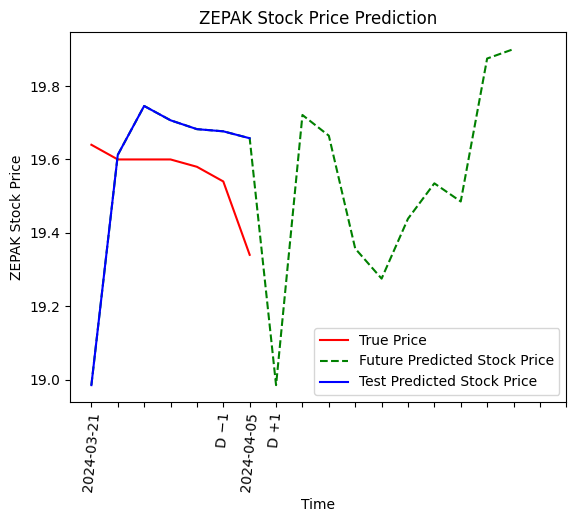 ZEPAK Stock Price Prediction
ZEPAK Stock Price
19.8
19.6
19.4
19.2
19.0
True Price
Future Predicted Stock Price
Test Predicted Stock Price
2024-03-21
D −1
2024-04-05
D +1
Time